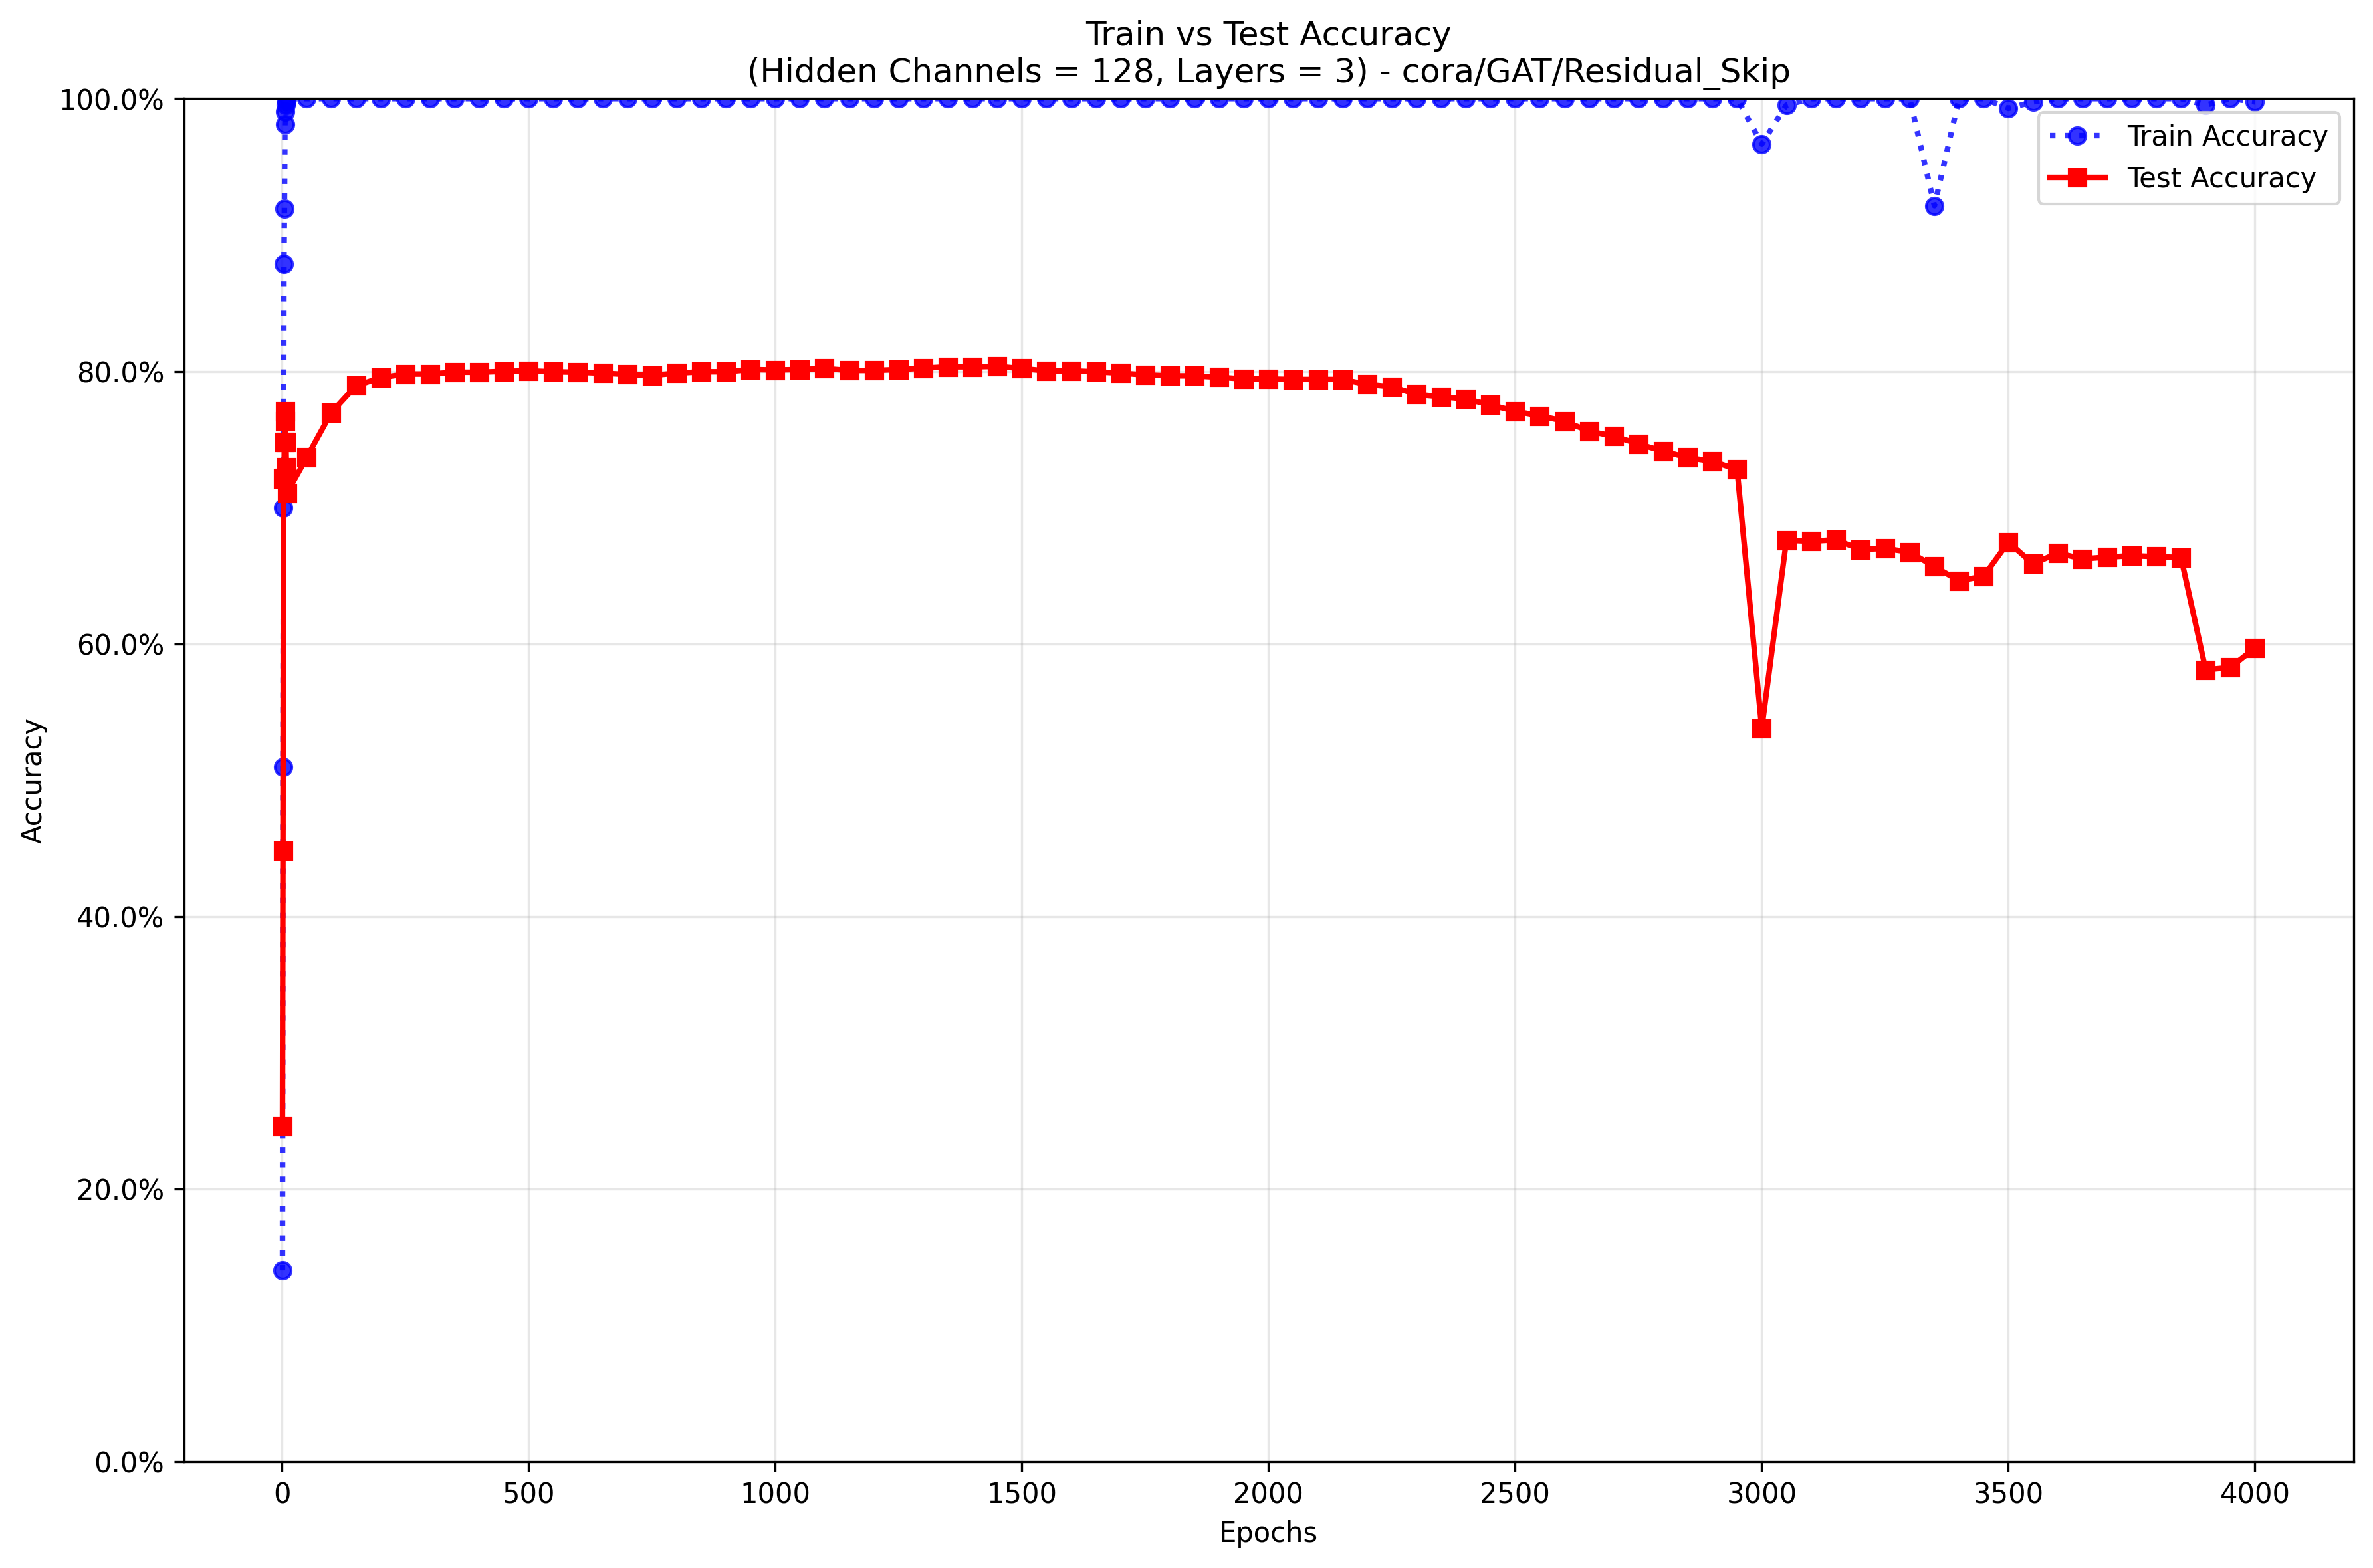 Train vs Test Accuracy
(Hidden Channels = 128, Layers = 3) - cora/GAT/Residual_Skip
100.0%
80.0%
60.0%
40.0%
20.0%
0.0%
Accuracy
Train Accuracy
Test Accuracy
0 500 1000 1500 2000 2500 3000 3500 4000
Epochs